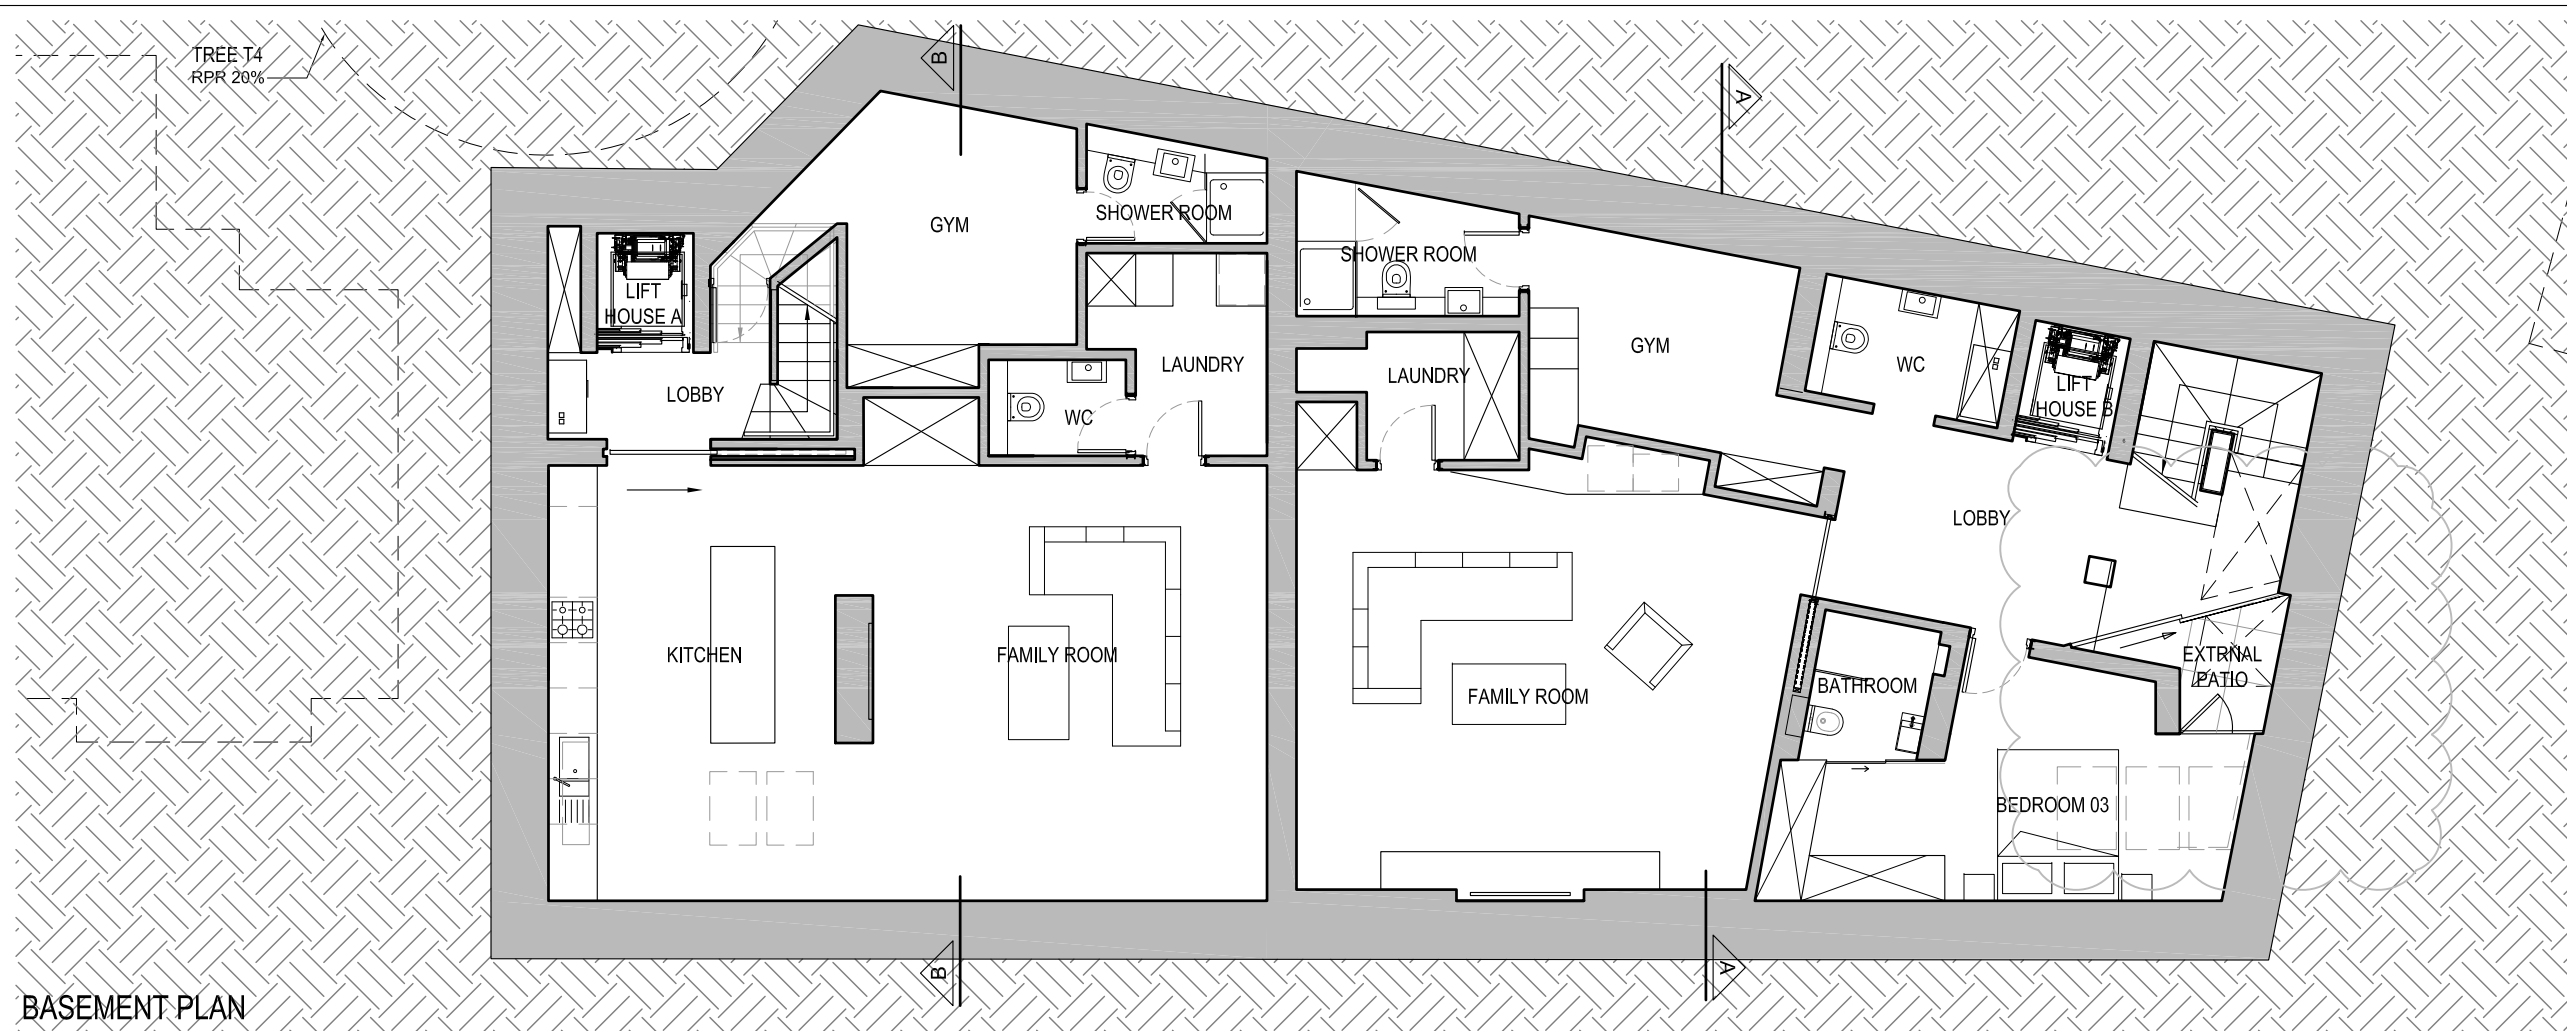 TREE T4
RPR 20%
B
A
GYM
SHOWER ROOM
SHOWER ROOM
LIFT
HOUSE A
GYM
LAUNDRY
LAUNDRY
WC
LIFT
HOUSE B
LOBBY
WC
LOBBY
KITCHEN
FAMILY ROOM
FAMILY ROOM
BATHROOM
EXTRNAL
PATIO
BEDROOM 03
B
A
BASEMENT PLAN